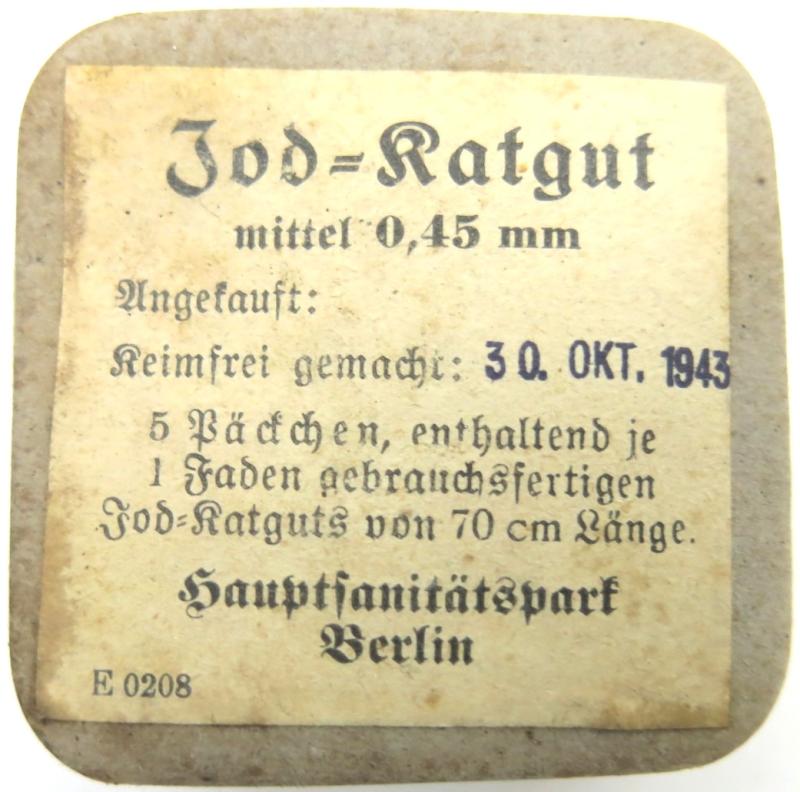 Jod-Katgut
mittel 0,45 mm
Angekauft:
Keimfrei gemacht: 30. OKT. 1943
5 Päckchen, enthaltend je
1 Faden gebrauchsfertigen
Jod-Katguts von 70 cm Länge.
Hauptsanitätspark
Berlin
E 0208